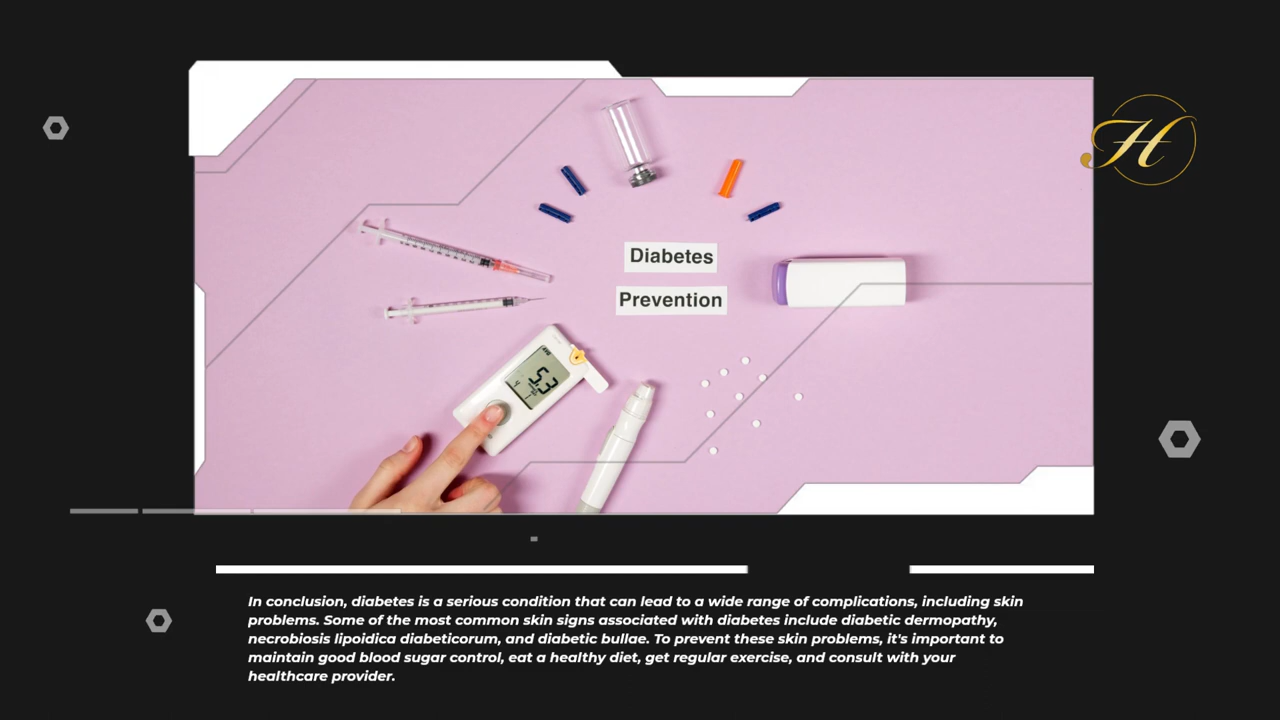 H
Diabetes
Prevention
5.3
In conclusion, diabetes is a serious condition that can lead to a wide range of complications, including skin
problems. Some of the most common skin signs associated with diabetes include diabetic dermopathy,
necrobiosis lipoidica diabeticorum, and diabetic bullae. To prevent these skin problems, it's important to
maintain good blood sugar control, eat a healthy diet, get regular exercise, and consult with your
healthcare provider.